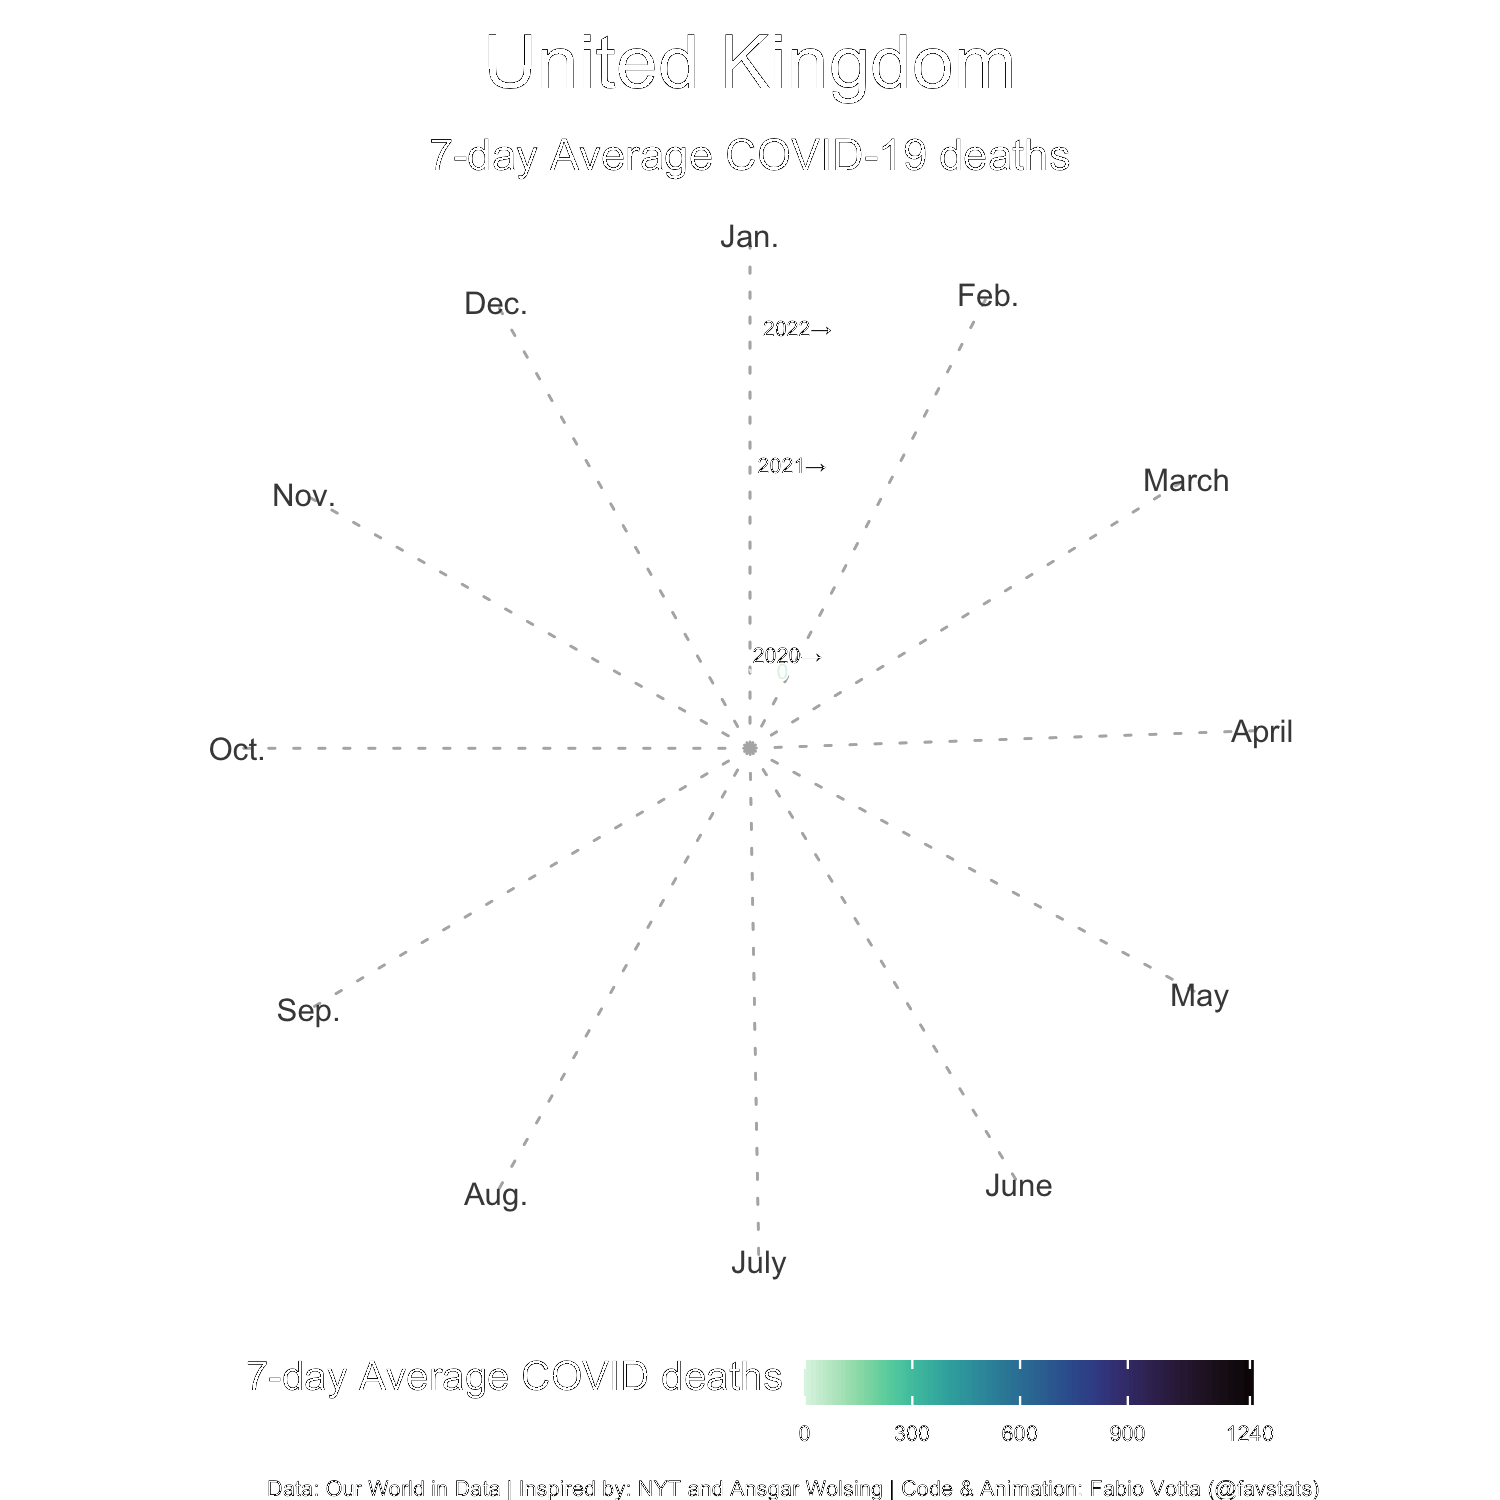 United Kingdom
7-day Average COVID-19 deaths
Jan.
Dec.
Feb.
2022→
2021→
March
Nov.
2020→
0
April
Oct.
May
Sep.
June
Aug.
July
7-day Average COVID deaths
0 300 600 900 1240
Data: Our World in Data | Inspired by: NYT and Ansgar Wolsing | Code & Animation: Fabio Votta (@favstats)